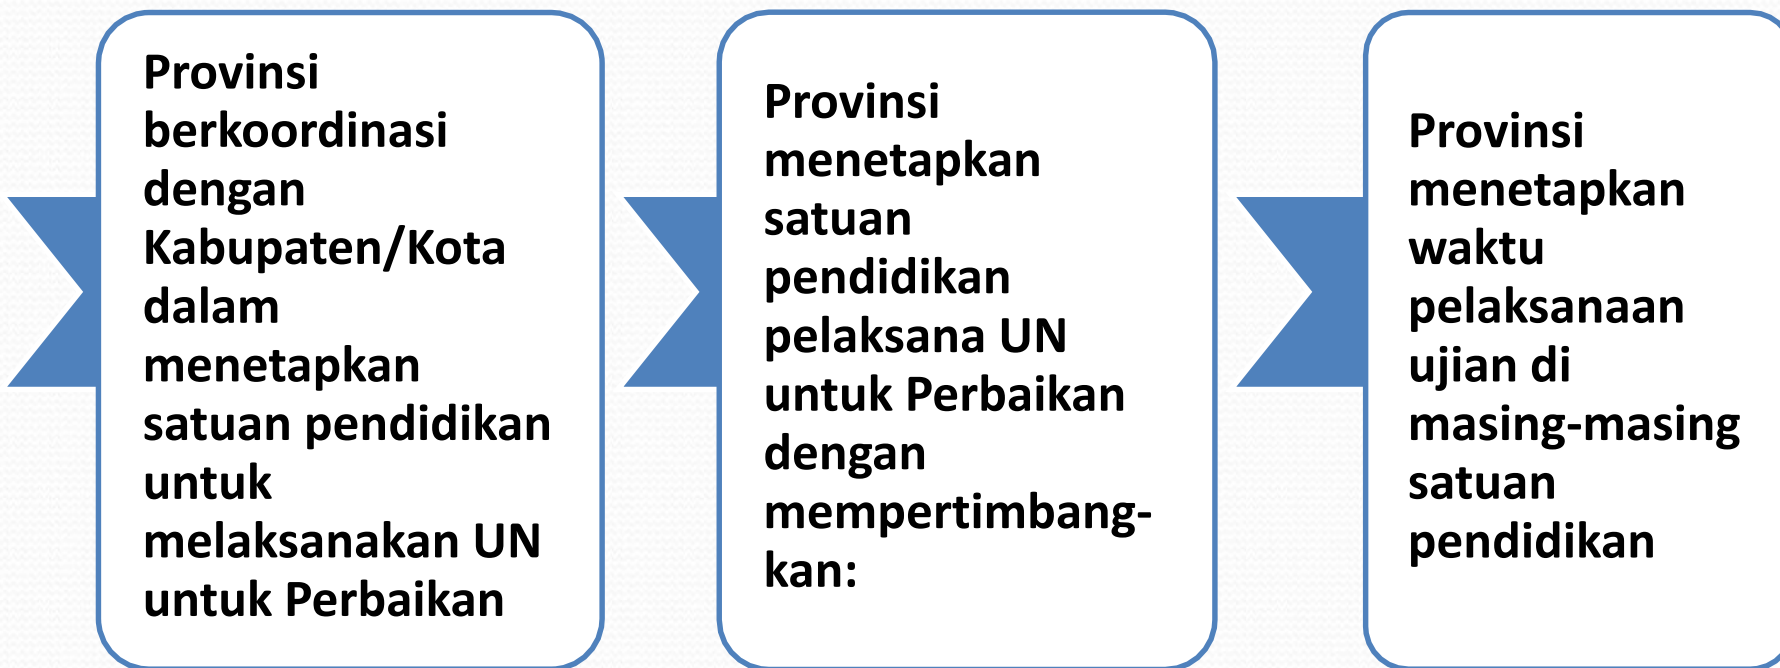 Provinsi
berkoordinasi
dengan
Kabupaten/Kota
dalam
menetapkan
satuan pendidikan
untuk
melaksanakan UN
untuk Perbaikan
Provinsi
menetapkan
satuan
pendidikan
pelaksana UN
untuk Perbaikan
dengan
mempertimbang-
kan:
Provinsi
menetapkan
waktu
pelaksanaan
ujian di
masing-masing
satuan
pendidikan